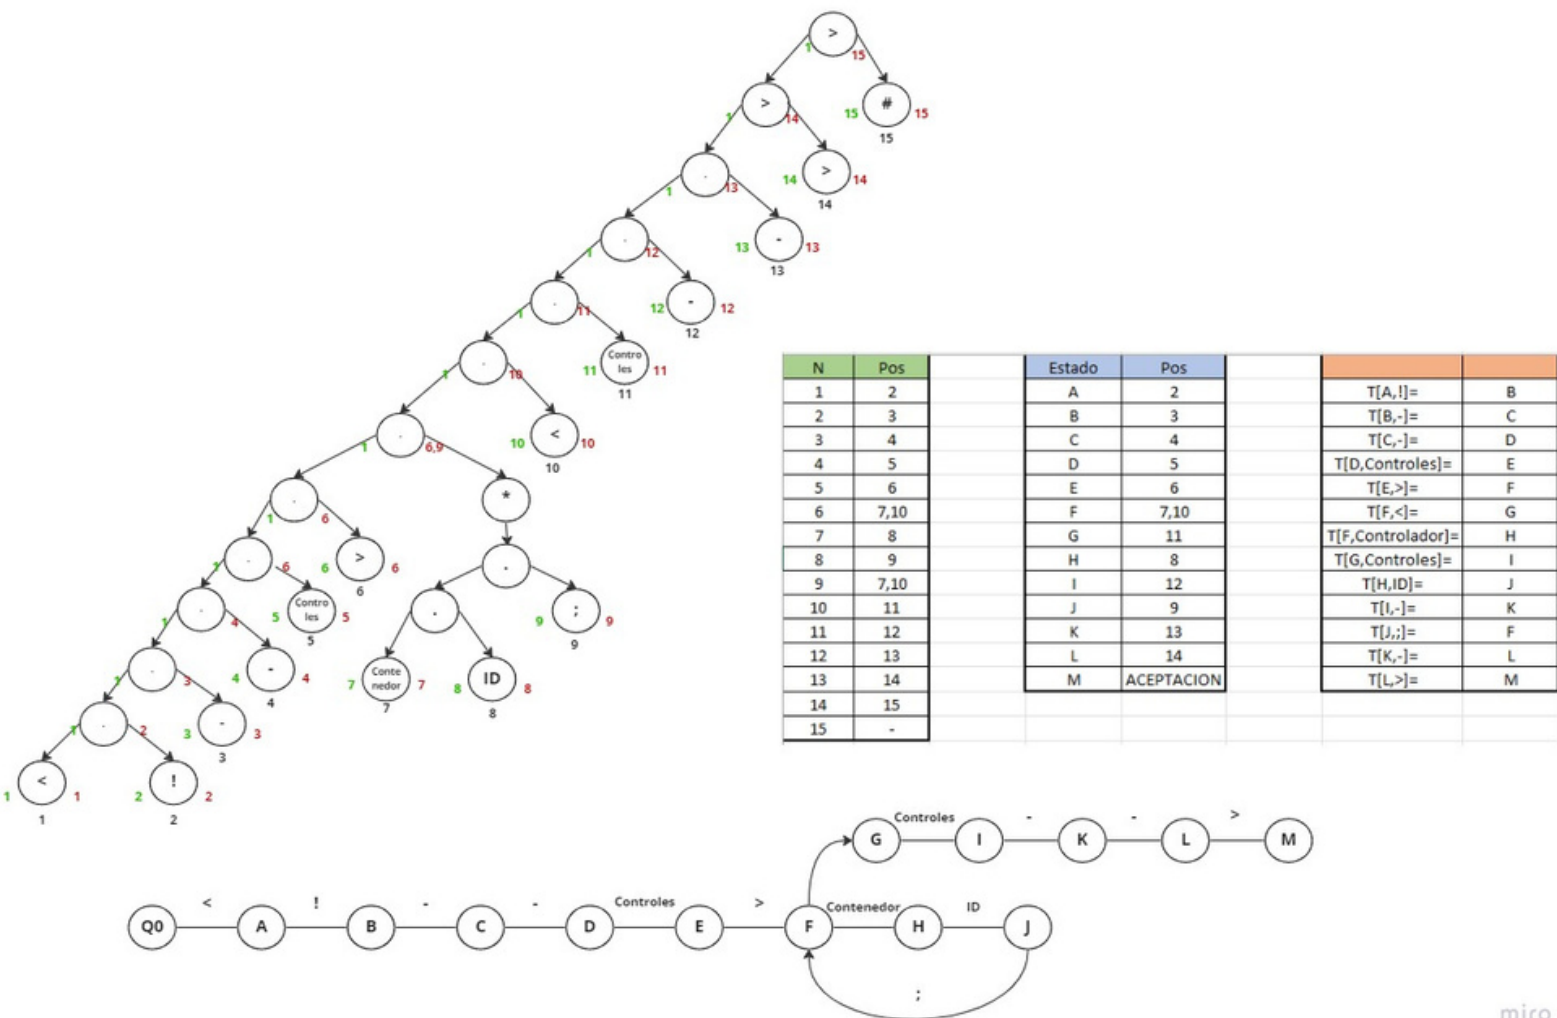 >
1 15
> #
15 15
15
1 14
. >
14 14
14
1 13
. -
13 13
13
1 12
. -
12 12
12
1 11
. Contro
les
11 11
11
1 10
. <
10 10
10
1 6,9
. *
1 6
. >
6 6
6
.
1 6
. Contro
les
5 5
5
. ;
9 9
9
1 4
. -
4 4
4
Conte
nedor
7 7
7
ID
8 8
8
1 3
. -
3 3
3
1 2
< !
1 1
1
2 2
2
N Pos
1 2
2 3
3 4
4 5
5 6
6 7,10
7 8
8 9
9 7,10
10 11
11 12
12 13
13 14
14 15
15 -
Estado Pos
A 2
B 3
C 4
D 5
E 6
F 7,10
G 11
H 8
I 12
J 9
K 13
L 14
M ACEPTACION
T[A,!]= B
T[B,-]= C
T[C,-]= D
T[D,Controles]= E
T[E,>]= F
T[F,<]= G
T[F,Controlador]= H
T[G,Controles]= I
T[H,ID]= J
T[I,-]= K
T[J,;]= F
T[K,-]= L
T[L,>]= M
Controles - - >
G I K L M
< ! - - Controles > Contenedor ID
Q0 A B C D E F H J
;
miro